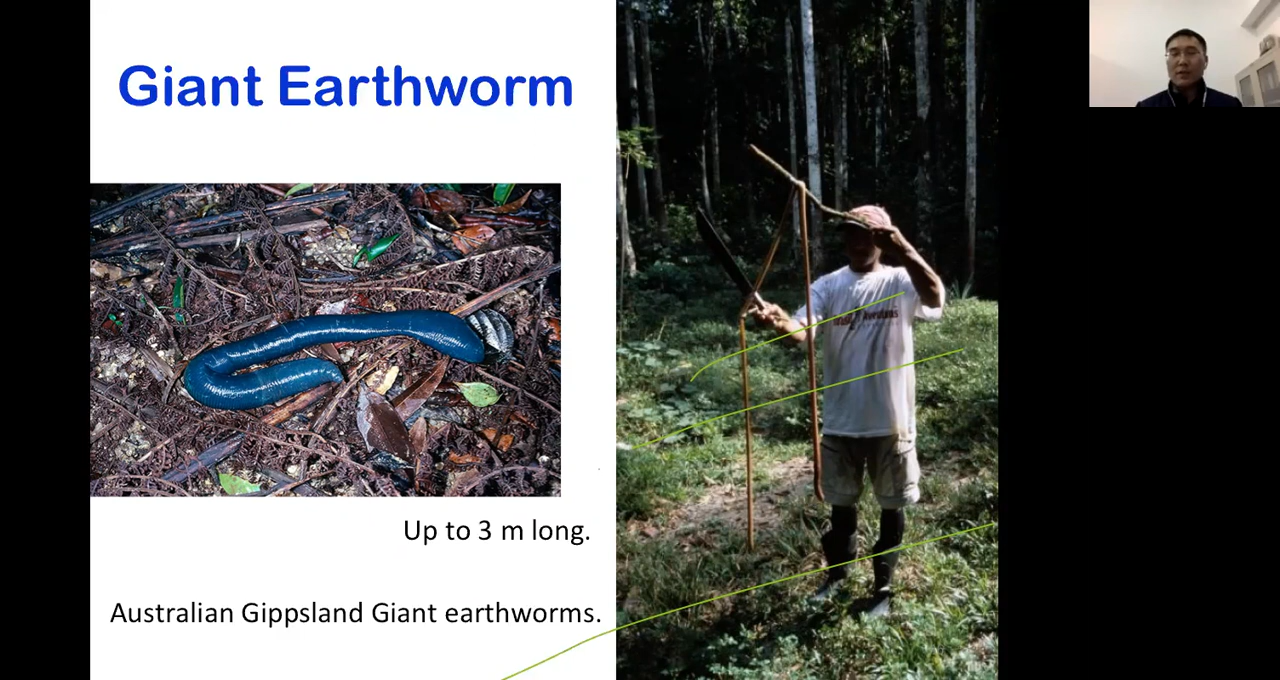 Giant Earthworm
Up to 3 m long.
Australian Gippsland Giant earthworms.